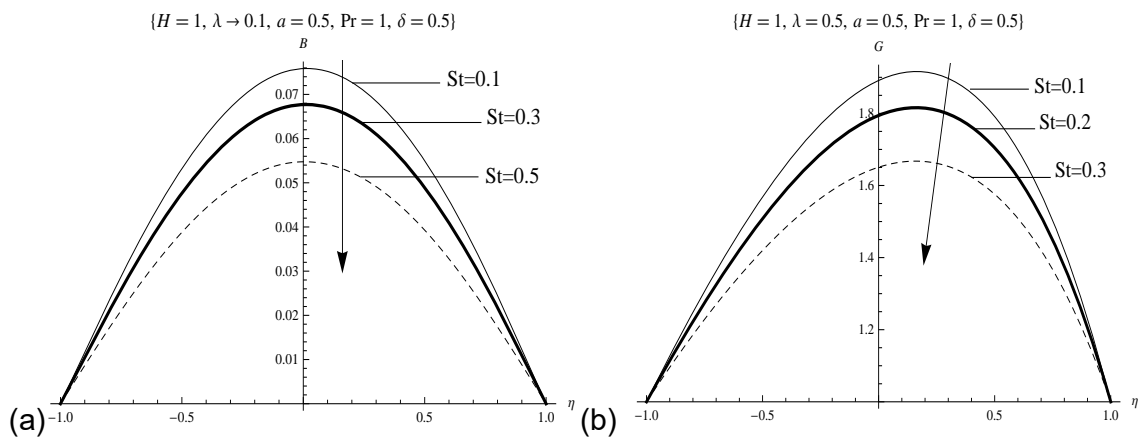 {H = 1, λ → 0.1, a = 0.5, Pr = 1, δ = 0.5}
B
St=0.1
0.07
St=0.3
0.06
0.05
St=0.5
0.04
0.03
0.02
0.01
(a)
-1.0
-0.5
0.5
1.0
η
{H = 1, λ = 0.5, a = 0.5, Pr = 1, δ = 0.5}
G
St=0.1
1.8
St=0.2
St=0.3
1.6
1.4
1.2
(b)
-1.0
-0.5
0.5
1.0
η